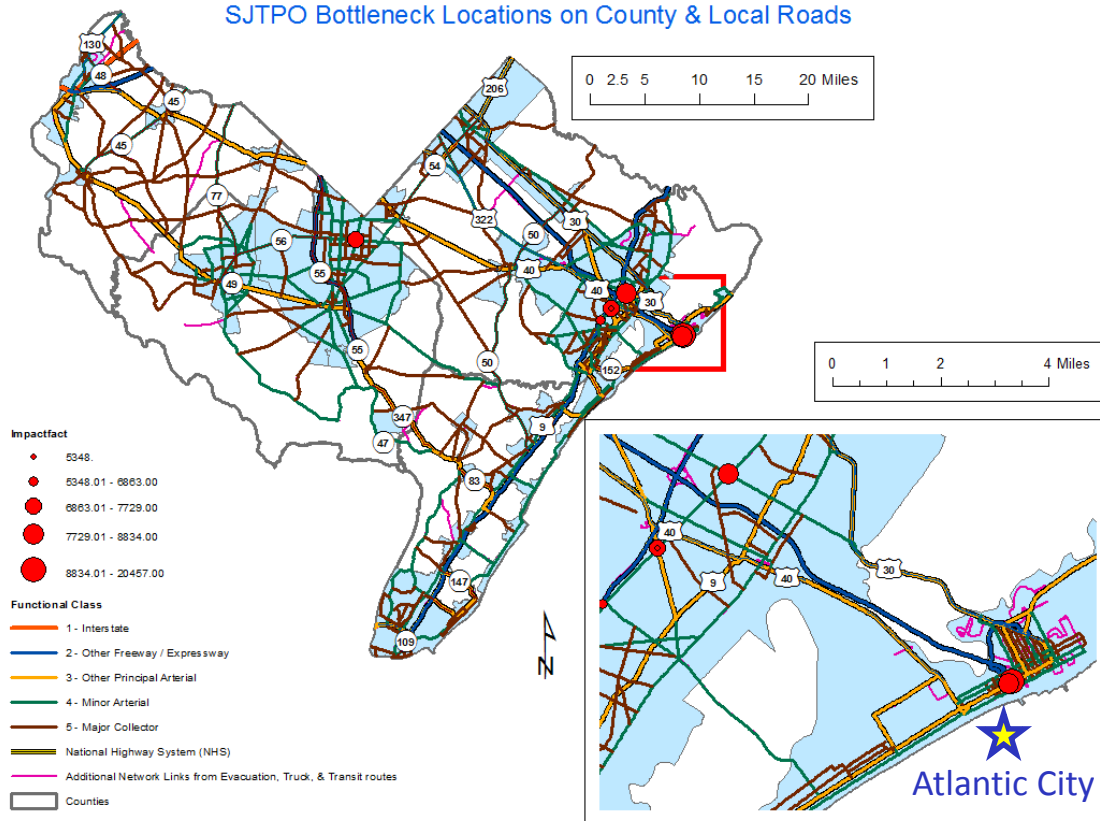 SJTPO Bottleneck Locations on County & Local Roads
0 2.5 5 10 15 20 Miles
130
48
45
206
45
54
77
322
30
56
50
40
55
49
40
30
0 1 2 4 Miles
55
50
152
347
9
47
83
147
109
N
Impactfact
5348.
5348.01 - 6863.00
6863.01 - 7729.00
7729.01 - 8834.00
8834.01 - 20457.00
Functional Class
1 - Interstate
2 - Other Freeway / Expressway
3 - Other Principal Arterial
4 - Minor Arterial
5 - Major Collector
National Highway System (NHS)
Additional Network Links from Evacuation, Truck, & Transit routes
Counties
40
30
9
40
Atlantic City